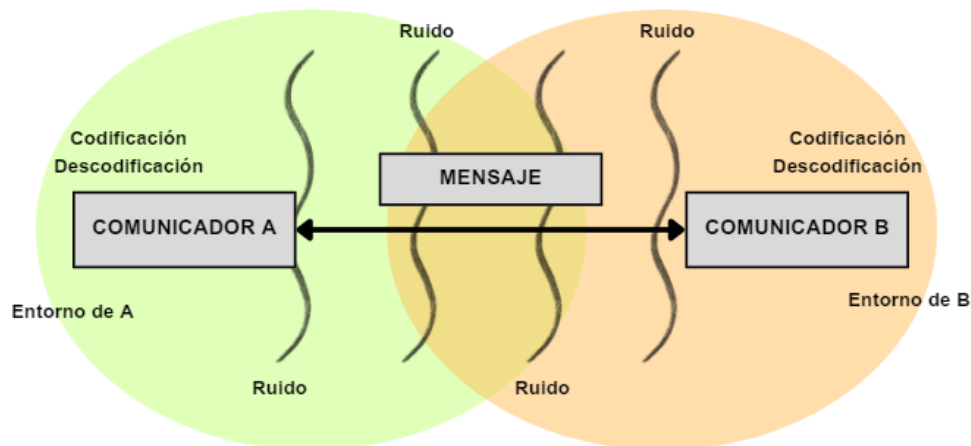 Ruido
Ruido
Codificación
Descodificación
Codificación
Descodificación
MENSAJE
COMUNICADOR A
COMUNICADOR B
Entorno de A
Entorno de B
Ruido
Ruido